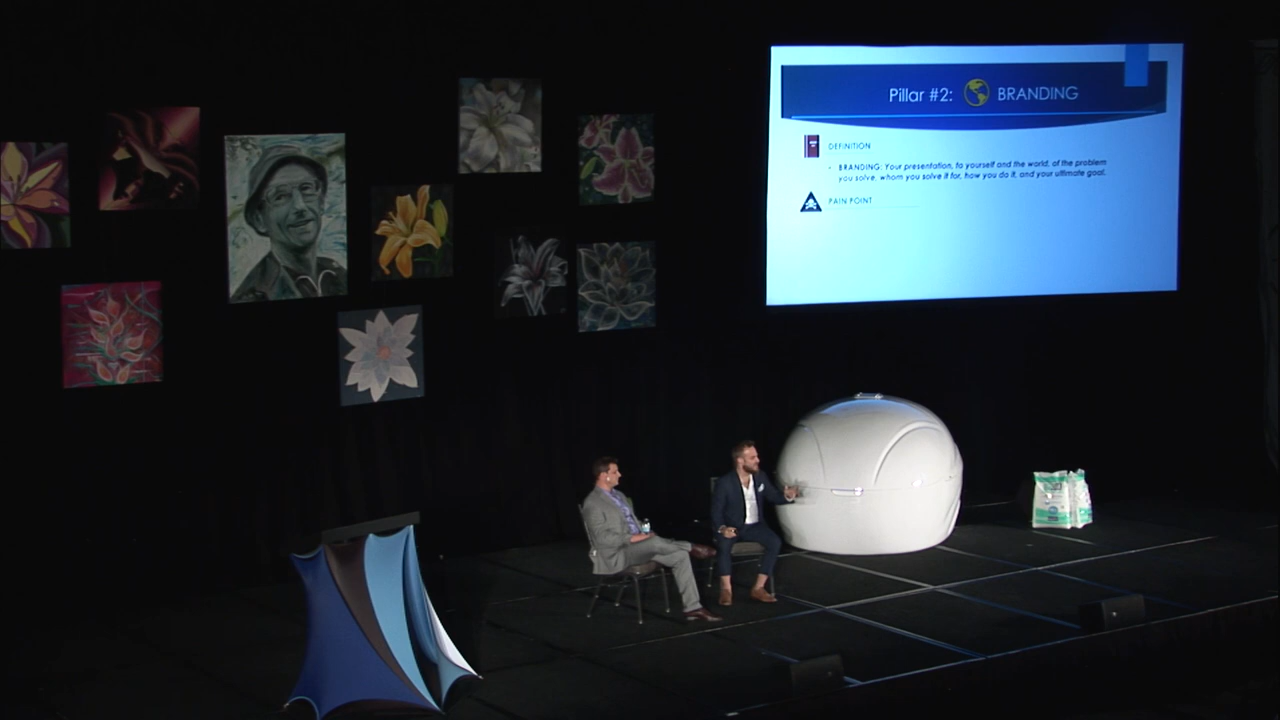 Pillar #2: BRANDING
DEFINITION
BRANDING: Your presentation, to yourself and the world, of the problem
you solve, whom you solve it for, how you do it, and your ultimate goal.
PAIN POINT